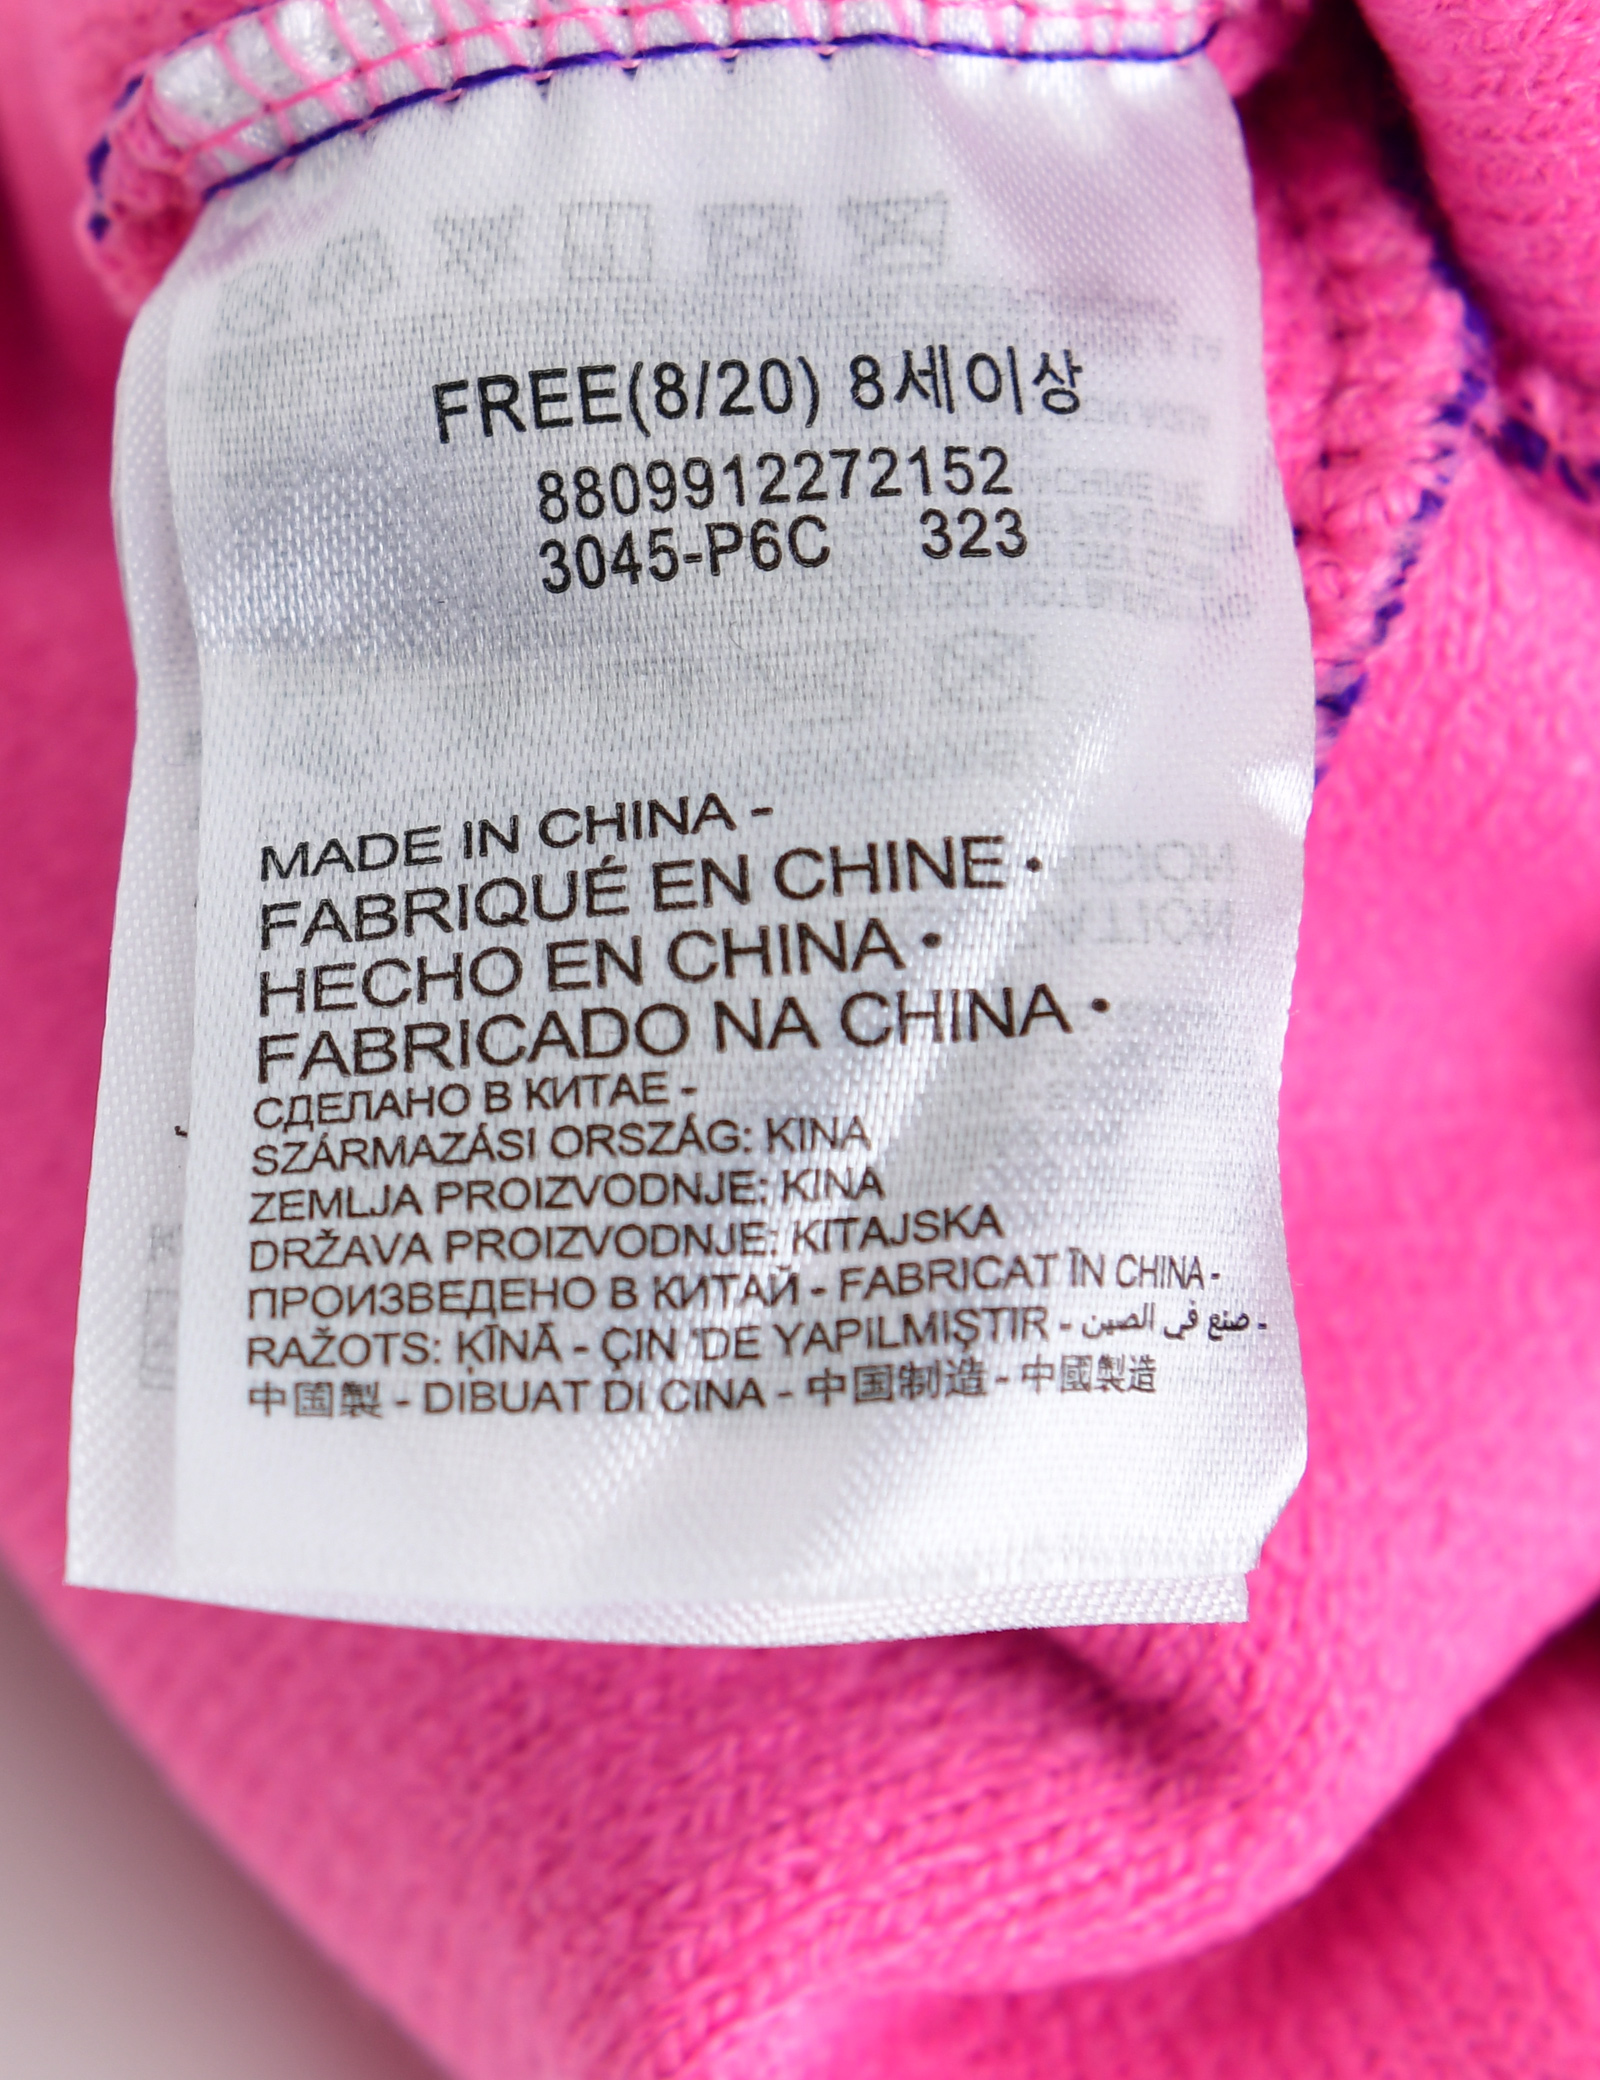 FREE(8/20) 8세이상
8809912272152
3045-P6C 323
MADE IN CHINA -
FABRIQUÉ EN CHINE •
HECHO EN CHINA •
FABRICADO NA CHINA •
СДЕЛАНО В КИТАЕ -
SZÁRMAZÁSI ORSZÁG: KINA
ZEMLJA PROIZVODNJE: KINA
DRŽAVA PROIZVODNJE: KITAJSKA
ПРОИЗВЕДЕНО В КИТАЙ - FABRICAT ÎN CHINA -
RAŽOTS: ĶĪNĀ - ÇIN 'DE YAPILMIŞTIR - صنع في الصين -
中国製 - DIBUAT DI CINA - 中国制造 - 中國製造